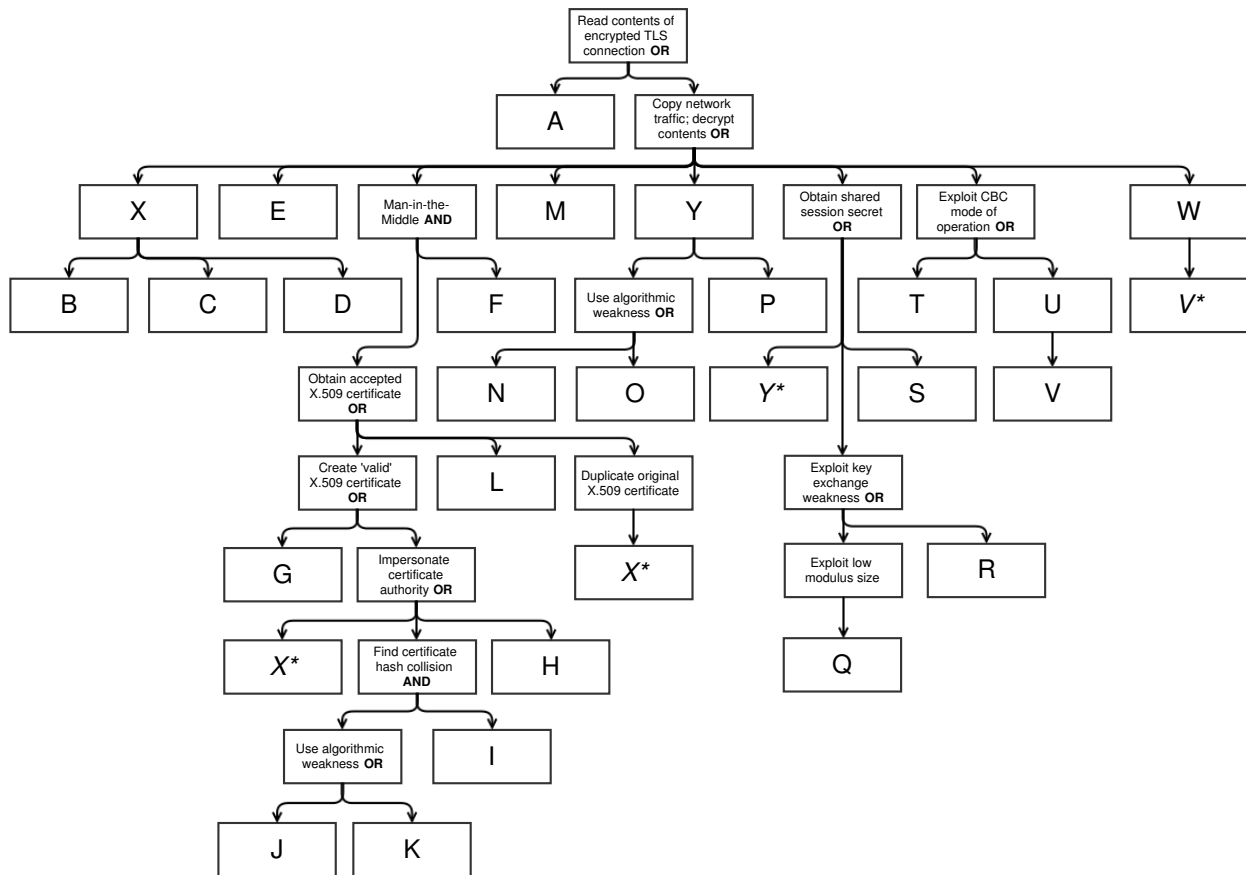 Read contents of
encrypted TLS
connection OR
A
Copy network
traffic; decrypt
contents OR
X
E
Man-in-the-
Middle AND
M
Y
Obtain shared
session secret
OR
Exploit CBC
mode of
operation OR
W
B
C
D
F
Use algorithmic
weakness OR
P
T
U
V*
Obtain accepted
X.509 certificate
OR
N
O
Y*
S
V
Create 'valid'
X.509 certificate
OR
L
Duplicate original
X.509 certificate
Exploit key
exchange
weakness OR
G
Impersonate
certificate
authority OR
X*
Exploit low
modulus size
R
X*
Find certificate
hash collision
AND
H
Q
Use algorithmic
weakness OR
I
J
K